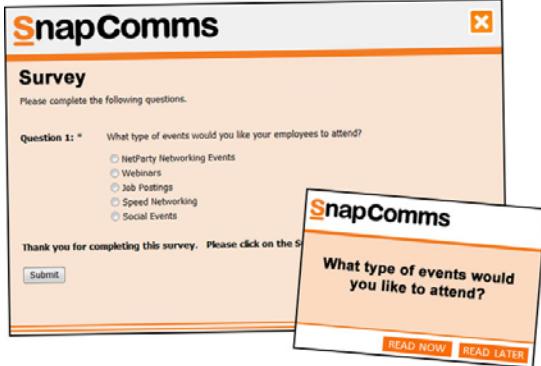 SnapComms
Survey
Please complete the following questions.
Question 1: * What type of events would you like your employees to attend?
NetParty Networking Events
Webinars
Job Postings
Speed Networking
Social Events
Thank you for completing this survey. Please click on the
Submit
SnapComms
What type of events would
you like to attend?
READ NOW READ LATER